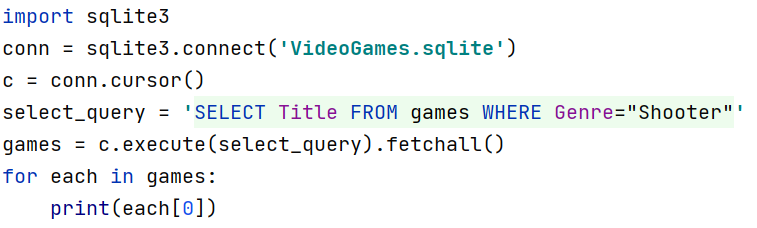 import sqlite3
conn = sqlite3.connect('VideoGames.sqlite')
c = conn.cursor()
select_query = 'SELECT Title FROM games WHERE Genre="Shooter"'
games = c.execute(select_query).fetchall()
for each in games:
    print(each[0])